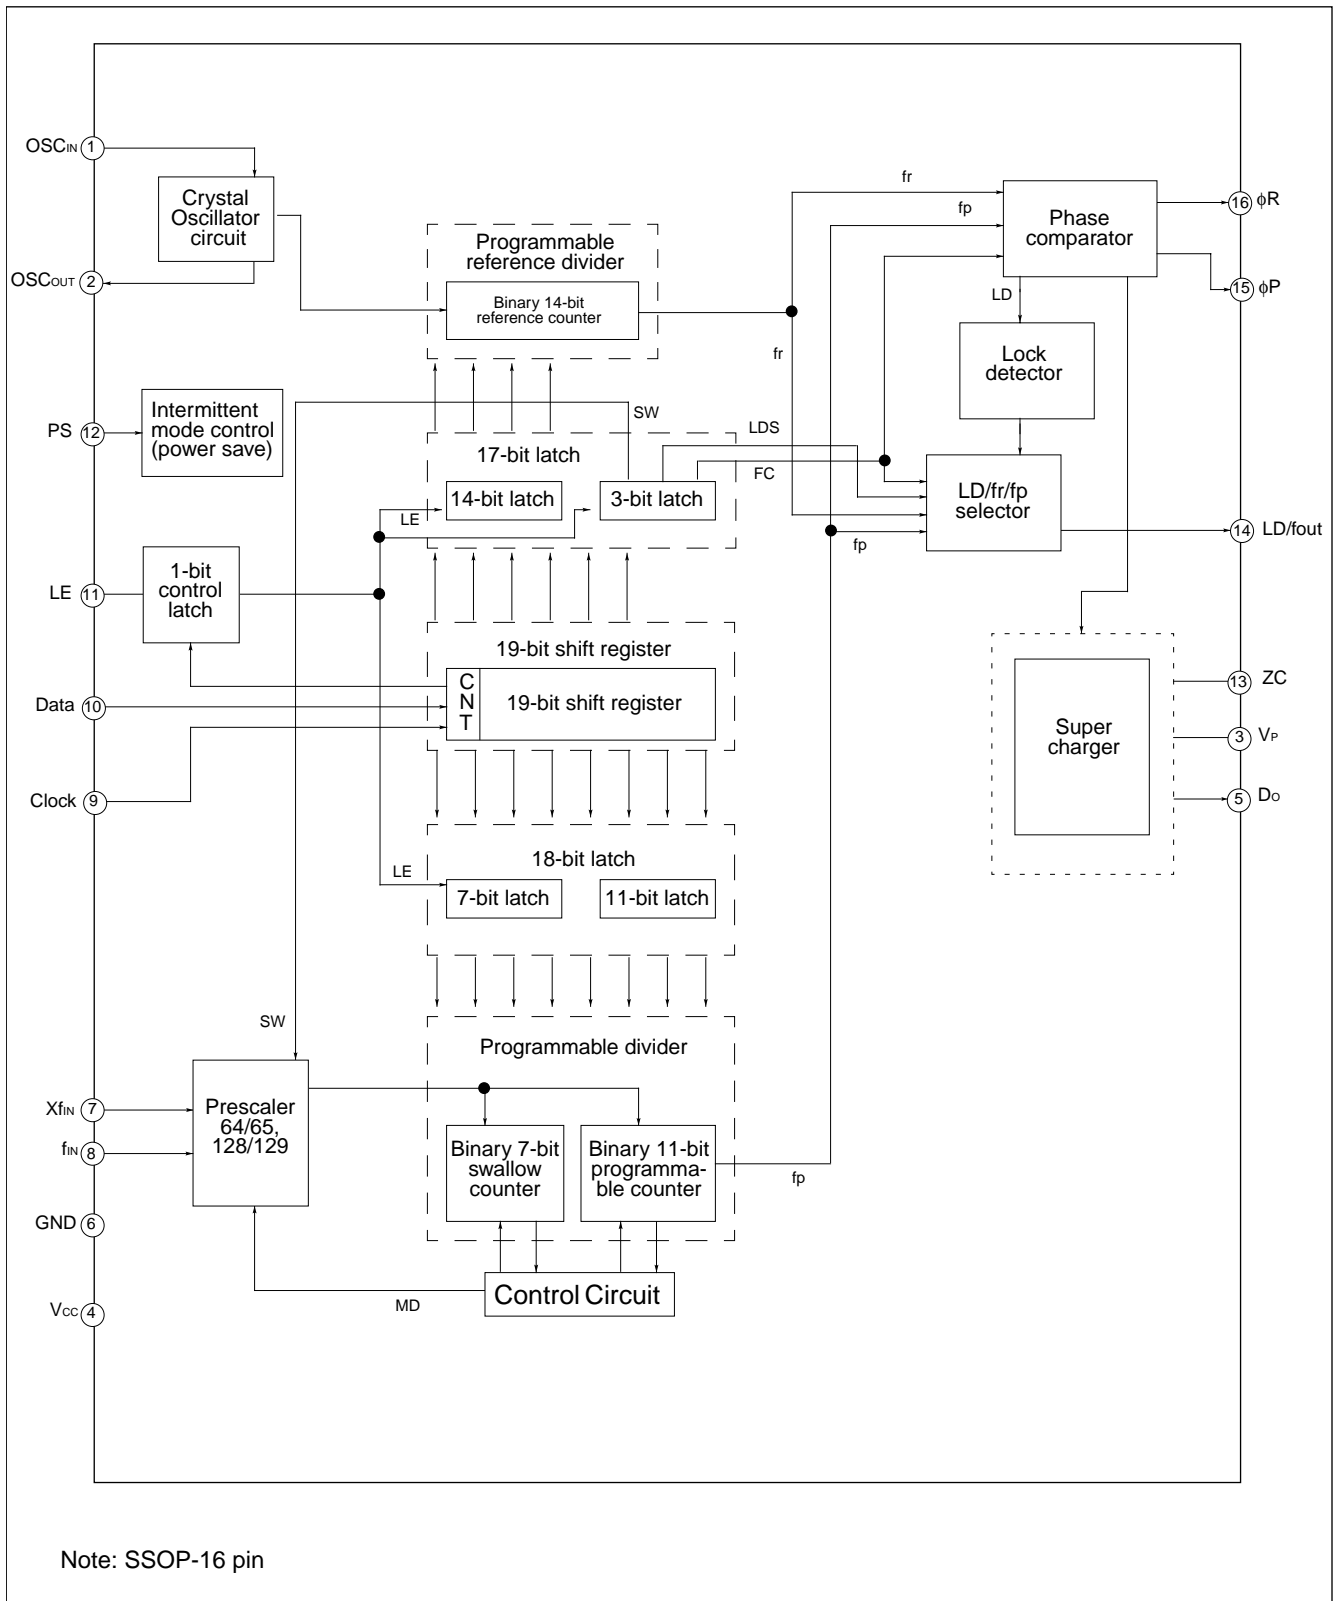 OSCIN 1
Crystal
Oscillator
circuit
OSCOUT 2
Programmable
reference divider
Binary 14-bit
reference counter
fr
fp
Phase
comparator
16 ϕR
15 ϕP
LD
Lock
detector
fr
PS 12
Intermittent
mode control
(power save)
SW
LDS
FC
17-bit latch
14-bit latch
3-bit latch
LE
LD/fr/fp
selector
fp
14 LD/fout
LE 11
1-bit
control
latch
19-bit shift register
C
N
T
19-bit shift register
Data 10
Clock 9
Super
charger
13 ZC
3 VP
5 DO
18-bit latch
LE
7-bit latch
11-bit latch
SW
Programmable divider
Prescaler
64/65,
128/129
XfIN 7
fIN 8
Binary 7-bit
swallow
counter
Binary 11-bit
programma-
ble counter
fp
GND 6
Control Circuit
MD
VCC 4
Note: SSOP-16 pin